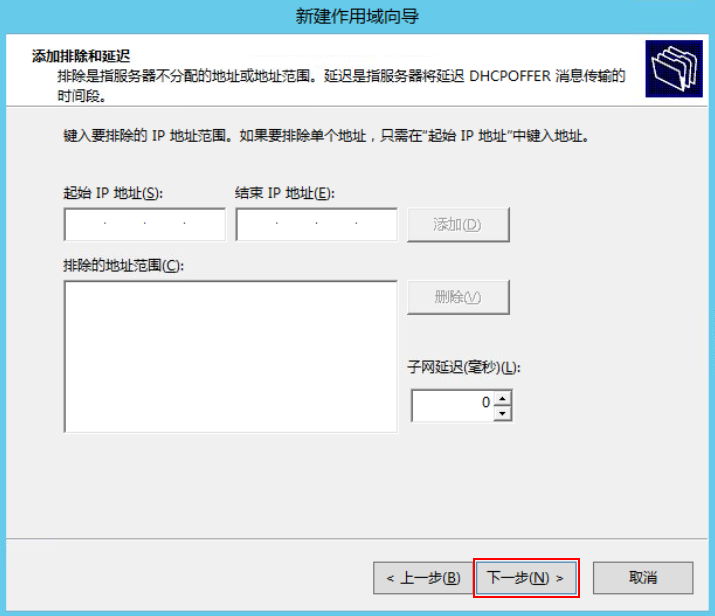 新建作用域向导
添加排除和延迟
排除是指服务器不分配的地址或地址范围。延迟是指服务器将延迟 DHCPOFFER 消息传输的
时间段。
键入要排除的 IP 地址范围。如果要排除单个地址，只需在"起始 IP 地址"中键入地址。
起始 IP 地址(S):
结束 IP 地址(E):
添加(D)
排除的地址范围(C):
删除(V)
子网延迟(毫秒)(L):
0
< 上一步(B)
下一步(N) >
取消